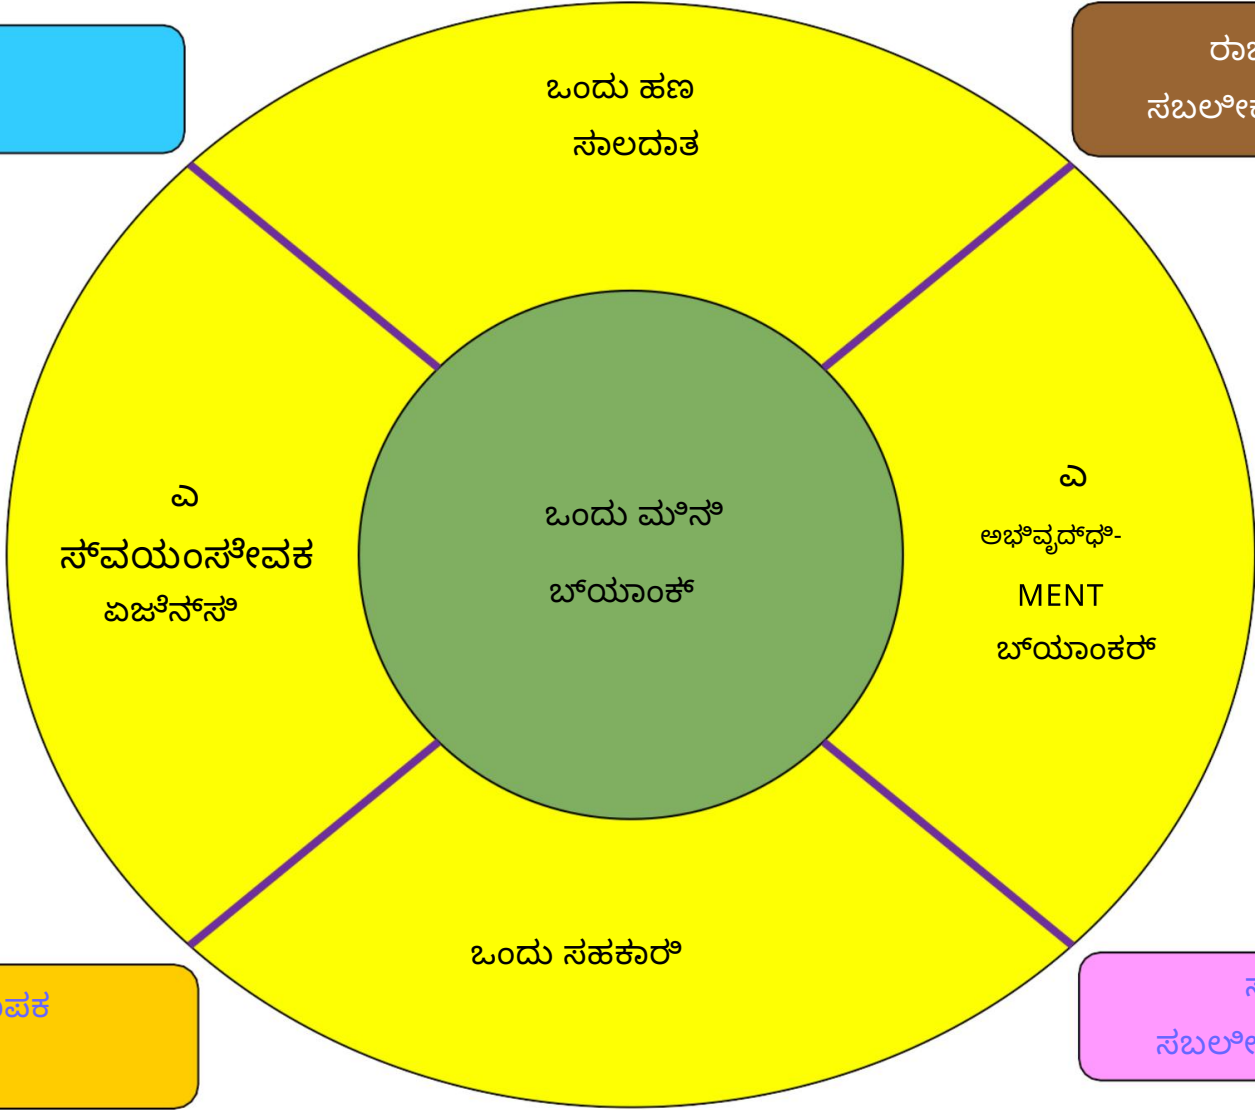 ಒಂದು ಹಣ
ಸಾಲದಾತ
ಎ
ಸ್ವಯಂಸೇವಕ
ಏಜೆನ್ಸಿ
ಒಂದು ಮಿನಿ
ಬ್ಯಾಂಕ್
ಎ
ಅಭಿವೃದ್ಧಿ-
MENT
ಬ್ಯಾಂಕರ್
ಒಂದು ಸಹಕಾರಿ